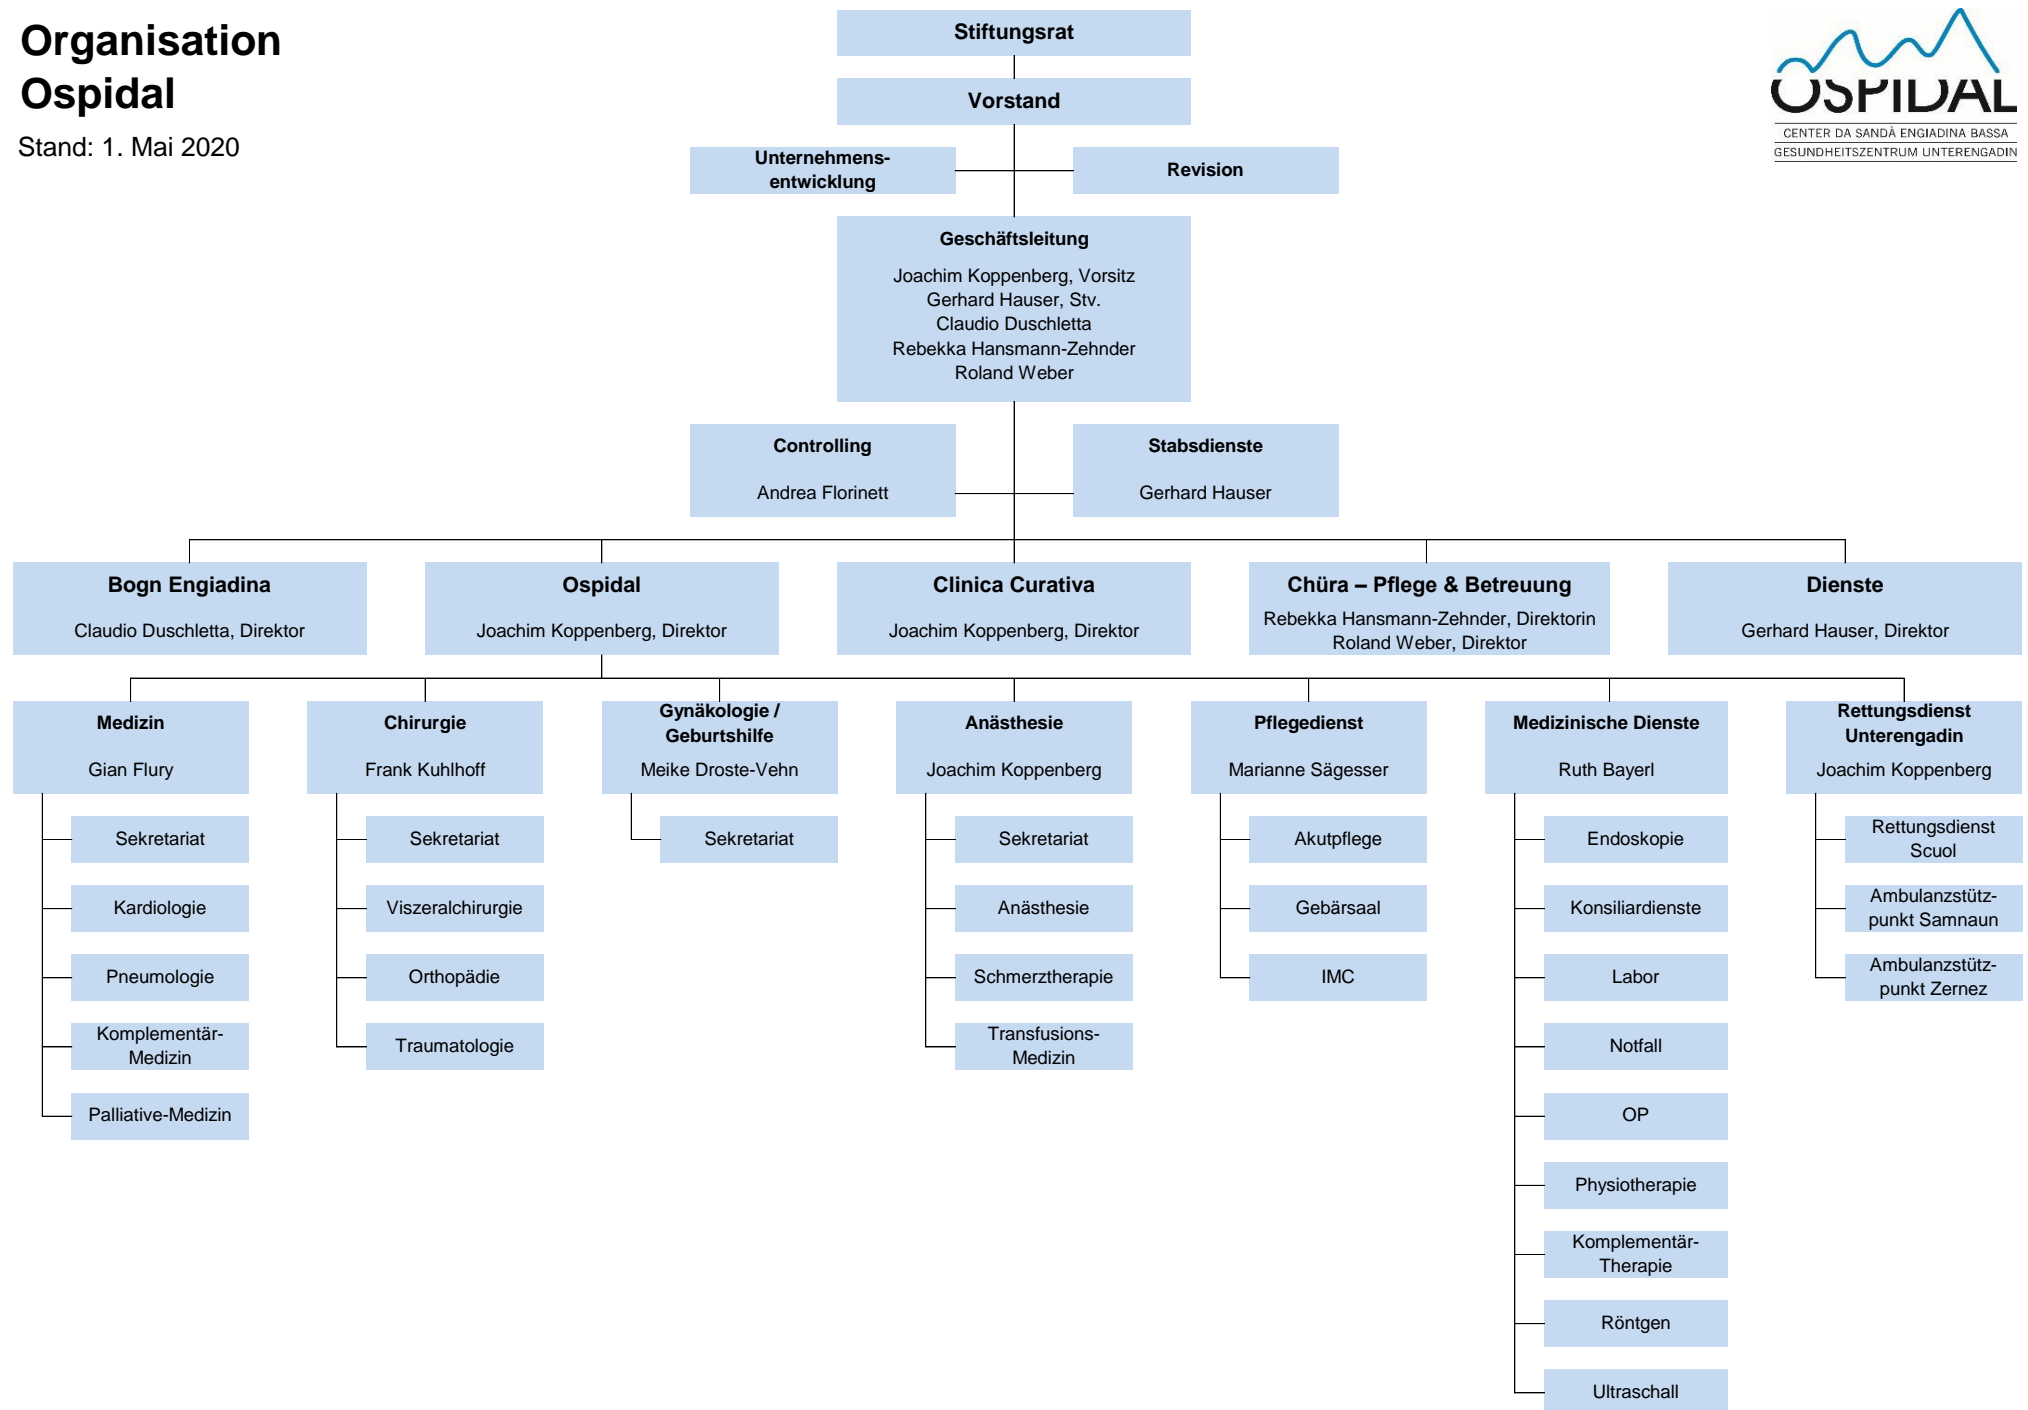 Organisation
Ospidal
Stand: 1. Mai 2020
OSPIDAL
CENTER DA SANDÀ ENGIADINA BASSA
GESUNDHEITSZENTRUM UNTERENGADIN
Stiftungsrat
Vorstand
Unternehmens-
entwicklung
Revision
Geschäftsleitung
Joachim Koppenberg, Vorsitz
Gerhard Hauser, Stv.
Claudio Duschletta
Rebekka Hansmann-Zehnder
Roland Weber
Controlling
Andrea Florinett
Stabsdienste
Gerhard Hauser
Bogn Engiadina
Claudio Duschletta, Direktor
Ospidal
Joachim Koppenberg, Direktor
Clinica Curativa
Joachim Koppenberg, Direktor
Chüra – Pflege & Betreuung
Rebekka Hansmann-Zehnder, Direktorin
Roland Weber, Direktor
Dienste
Gerhard Hauser, Direktor
Medizin
Gian Flury
Sekretariat
Kardiologie
Pneumologie
Komplementär-
Medizin
Palliative-Medizin
Chirurgie
Frank Kuhlhoff
Sekretariat
Viszeralchirurgie
Orthopädie
Traumatologie
Gynäkologie /
Geburtshilfe
Meike Droste-Vehn
Sekretariat
Anästhesie
Joachim Koppenberg
Sekretariat
Anästhesie
Schmerztherapie
Transfusions-
Medizin
Pflegedienst
Marianne Sägesser
Akutpflege
Gebärsaal
IMC
Medizinische Dienste
Ruth Bayerl
Endoskopie
Konsiliardienste
Labor
Notfall
OP
Physiotherapie
Komplementär-
Therapie
Röntgen
Ultraschall
Rettungsdienst
Unterengadin
Joachim Koppenberg
Rettungsdienst
Scuol
Ambulanzstütz-
punkt Samnaun
Ambulanzstütz-
punkt Zernez